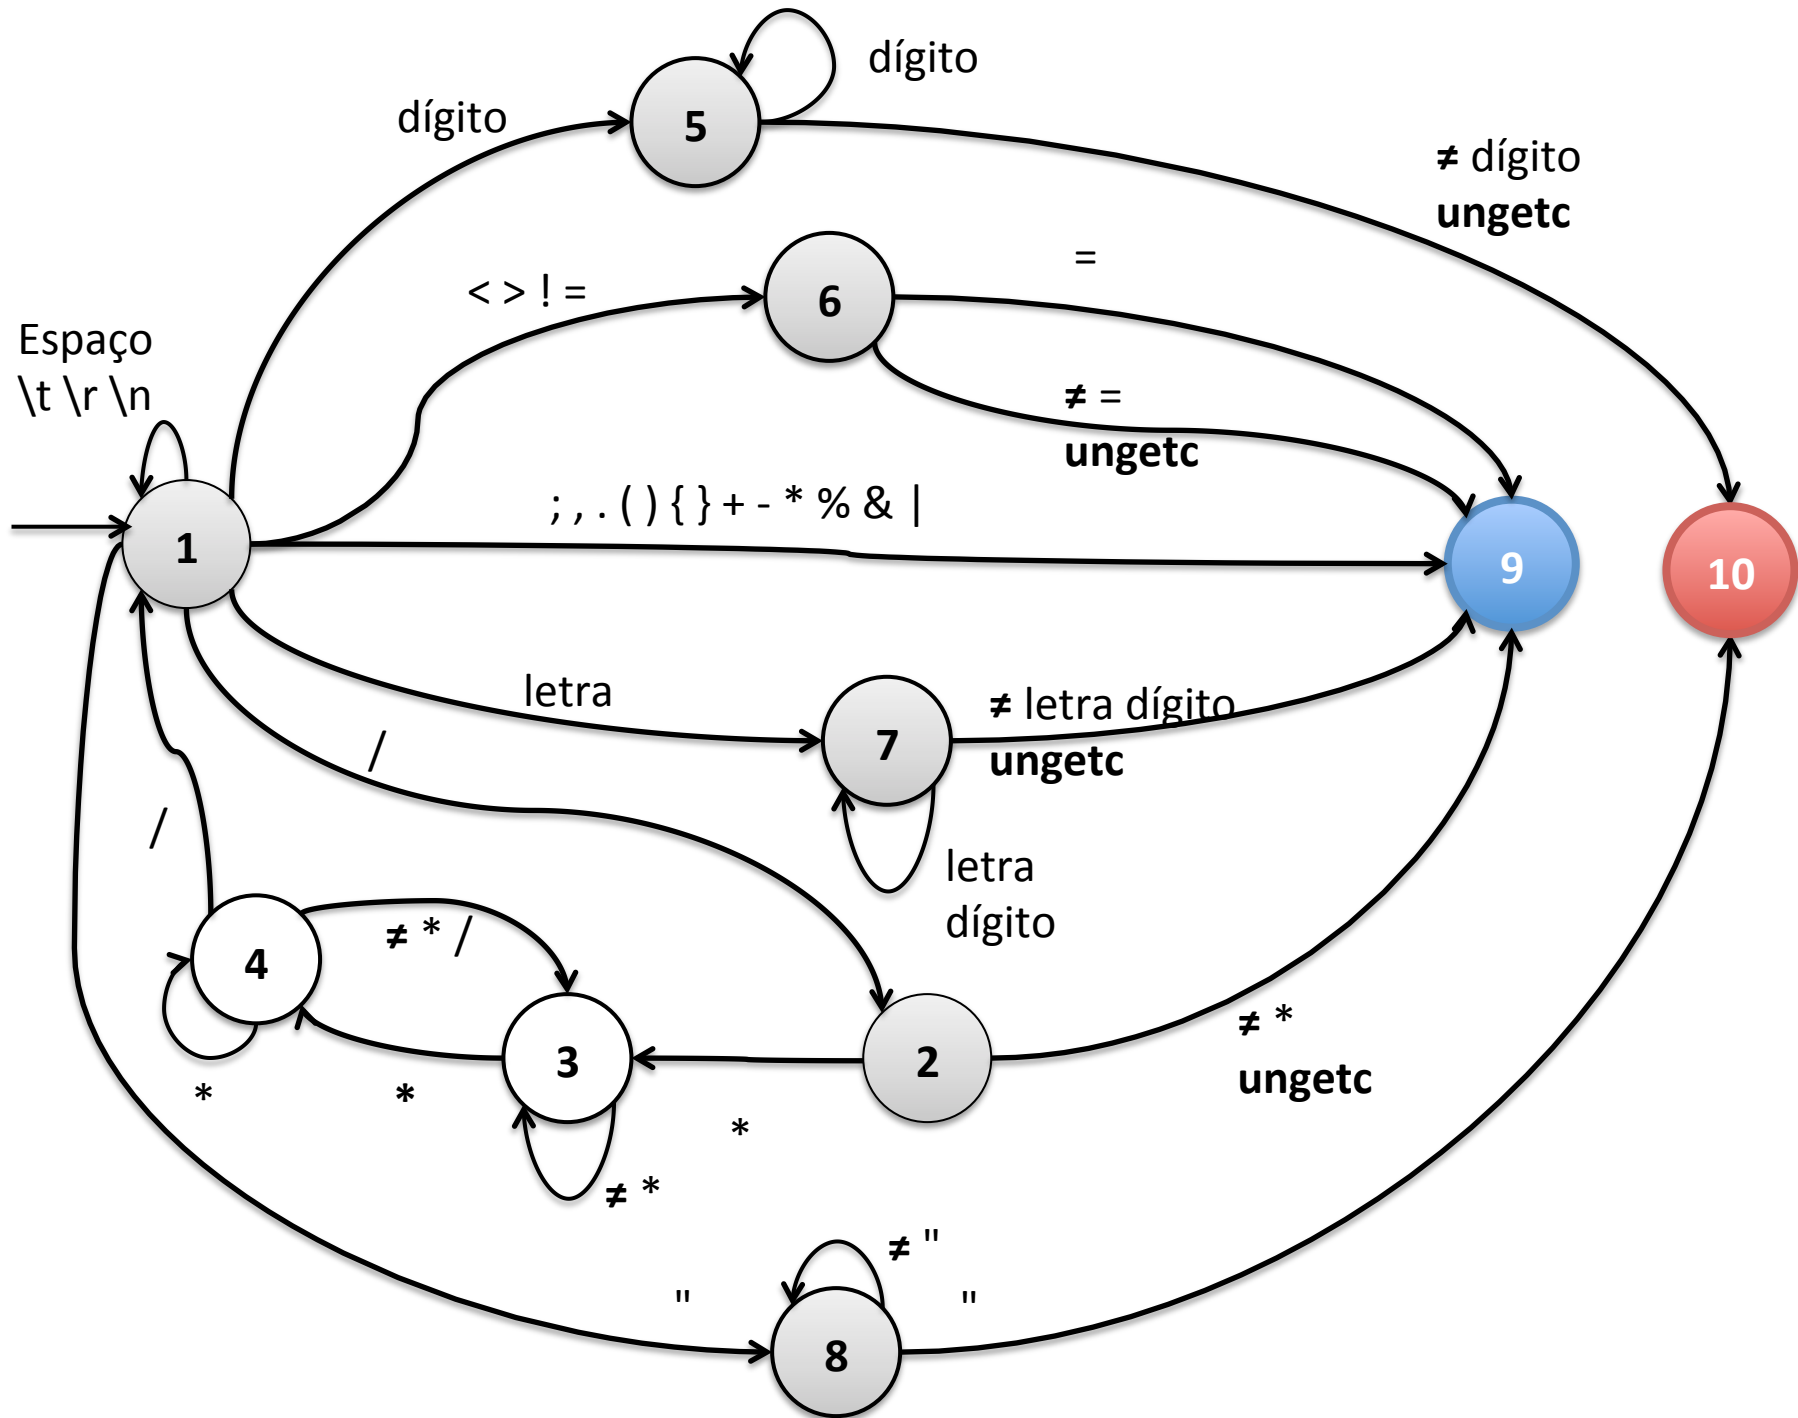 dígito
dígito
5
≠ dígito
ungetc
=
< > ! =
6
Espaço
\t \r \n
≠ =
ungetc
; , . ( ) { } + - * % & |
1
9
10
letra
≠ letra dígito
ungetc
7
/
/
letra
dígito
≠ * /
4
≠ *
ungetc
3
2
*
*
*
≠ *
≠ "
"
"
8